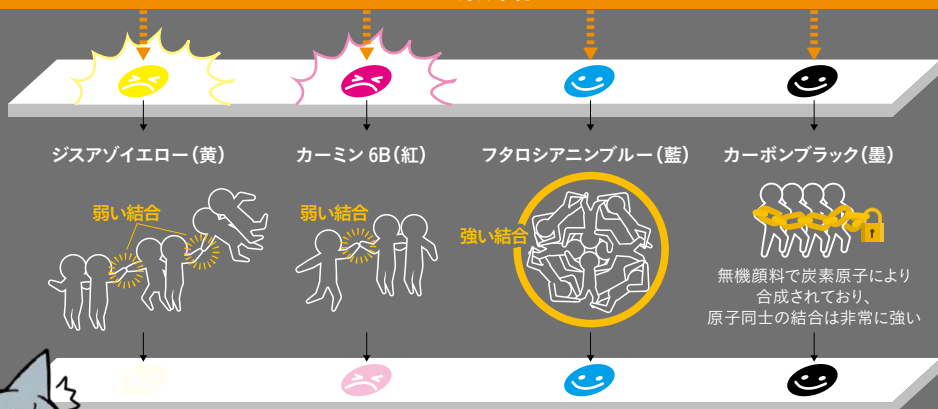 ジスアゾイエロー（黄）
カーミン 6B（紅）
フタロシアニンブルー（藍）
カーボンブラック（墨）
弱い結合
弱い結合
強い結合
無機顔料で炭素原子により
合成されており、
原子同士の結合は非常に強い